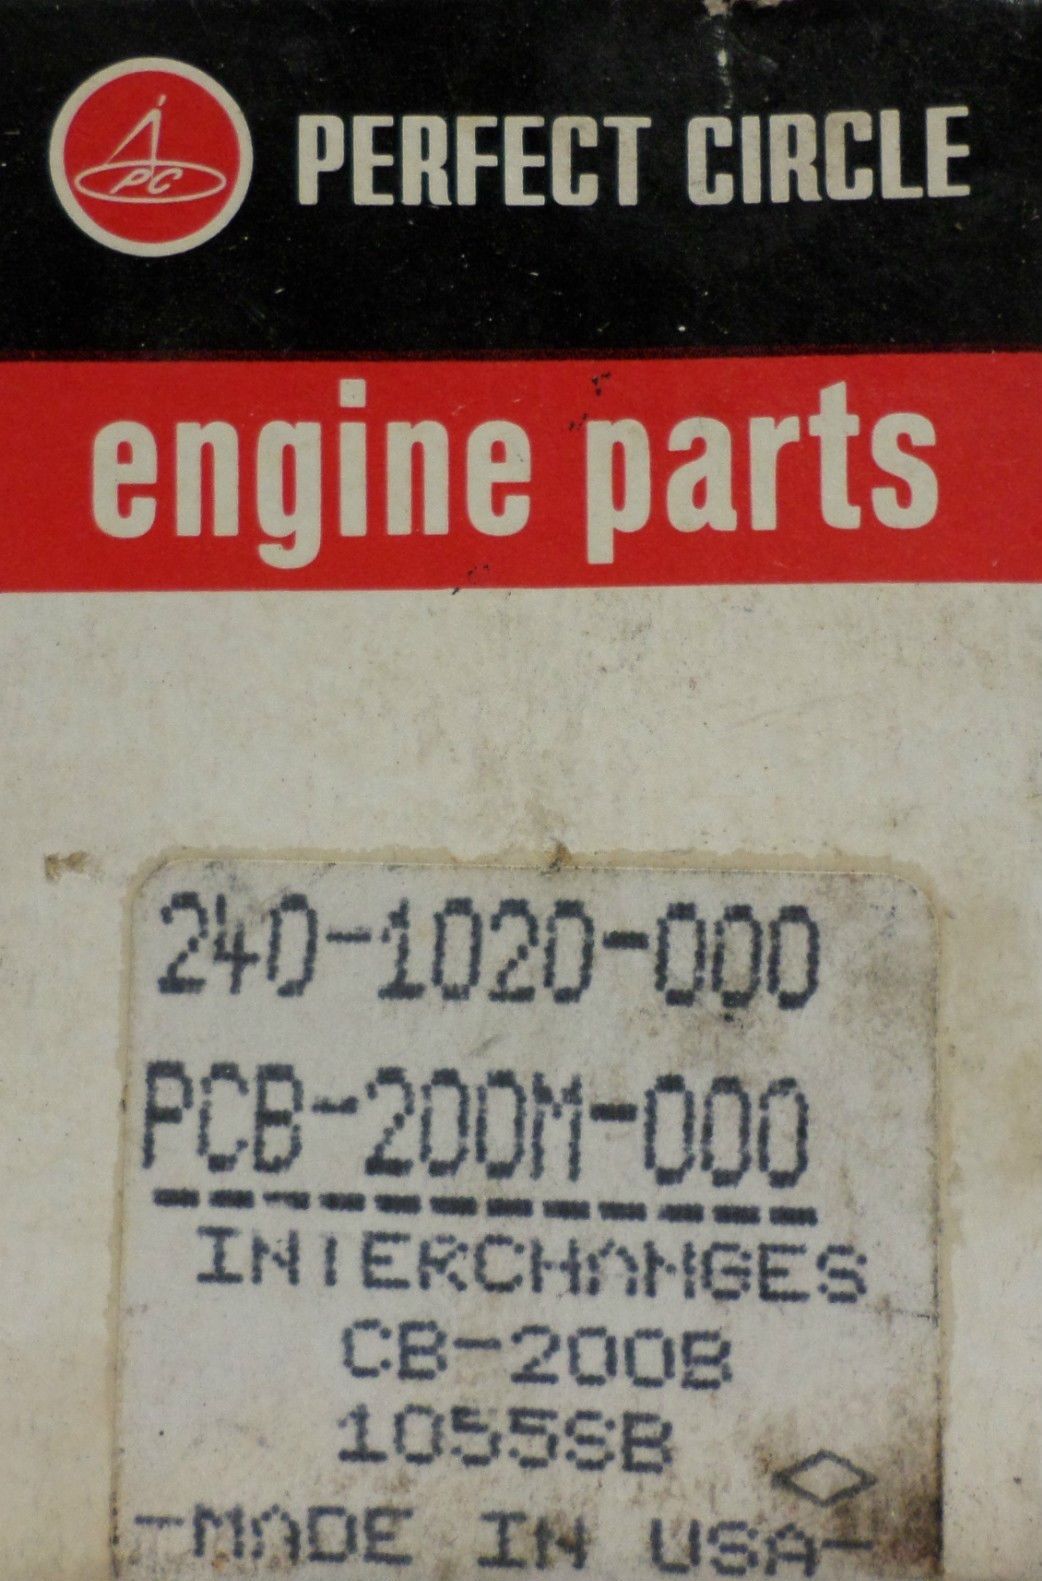 PC
PERFECT CIRCLE
engine parts
240-1020-000
PCB-200M-000
INTERCHANGES
CB-200B
1055SB
-MADE IN USA-